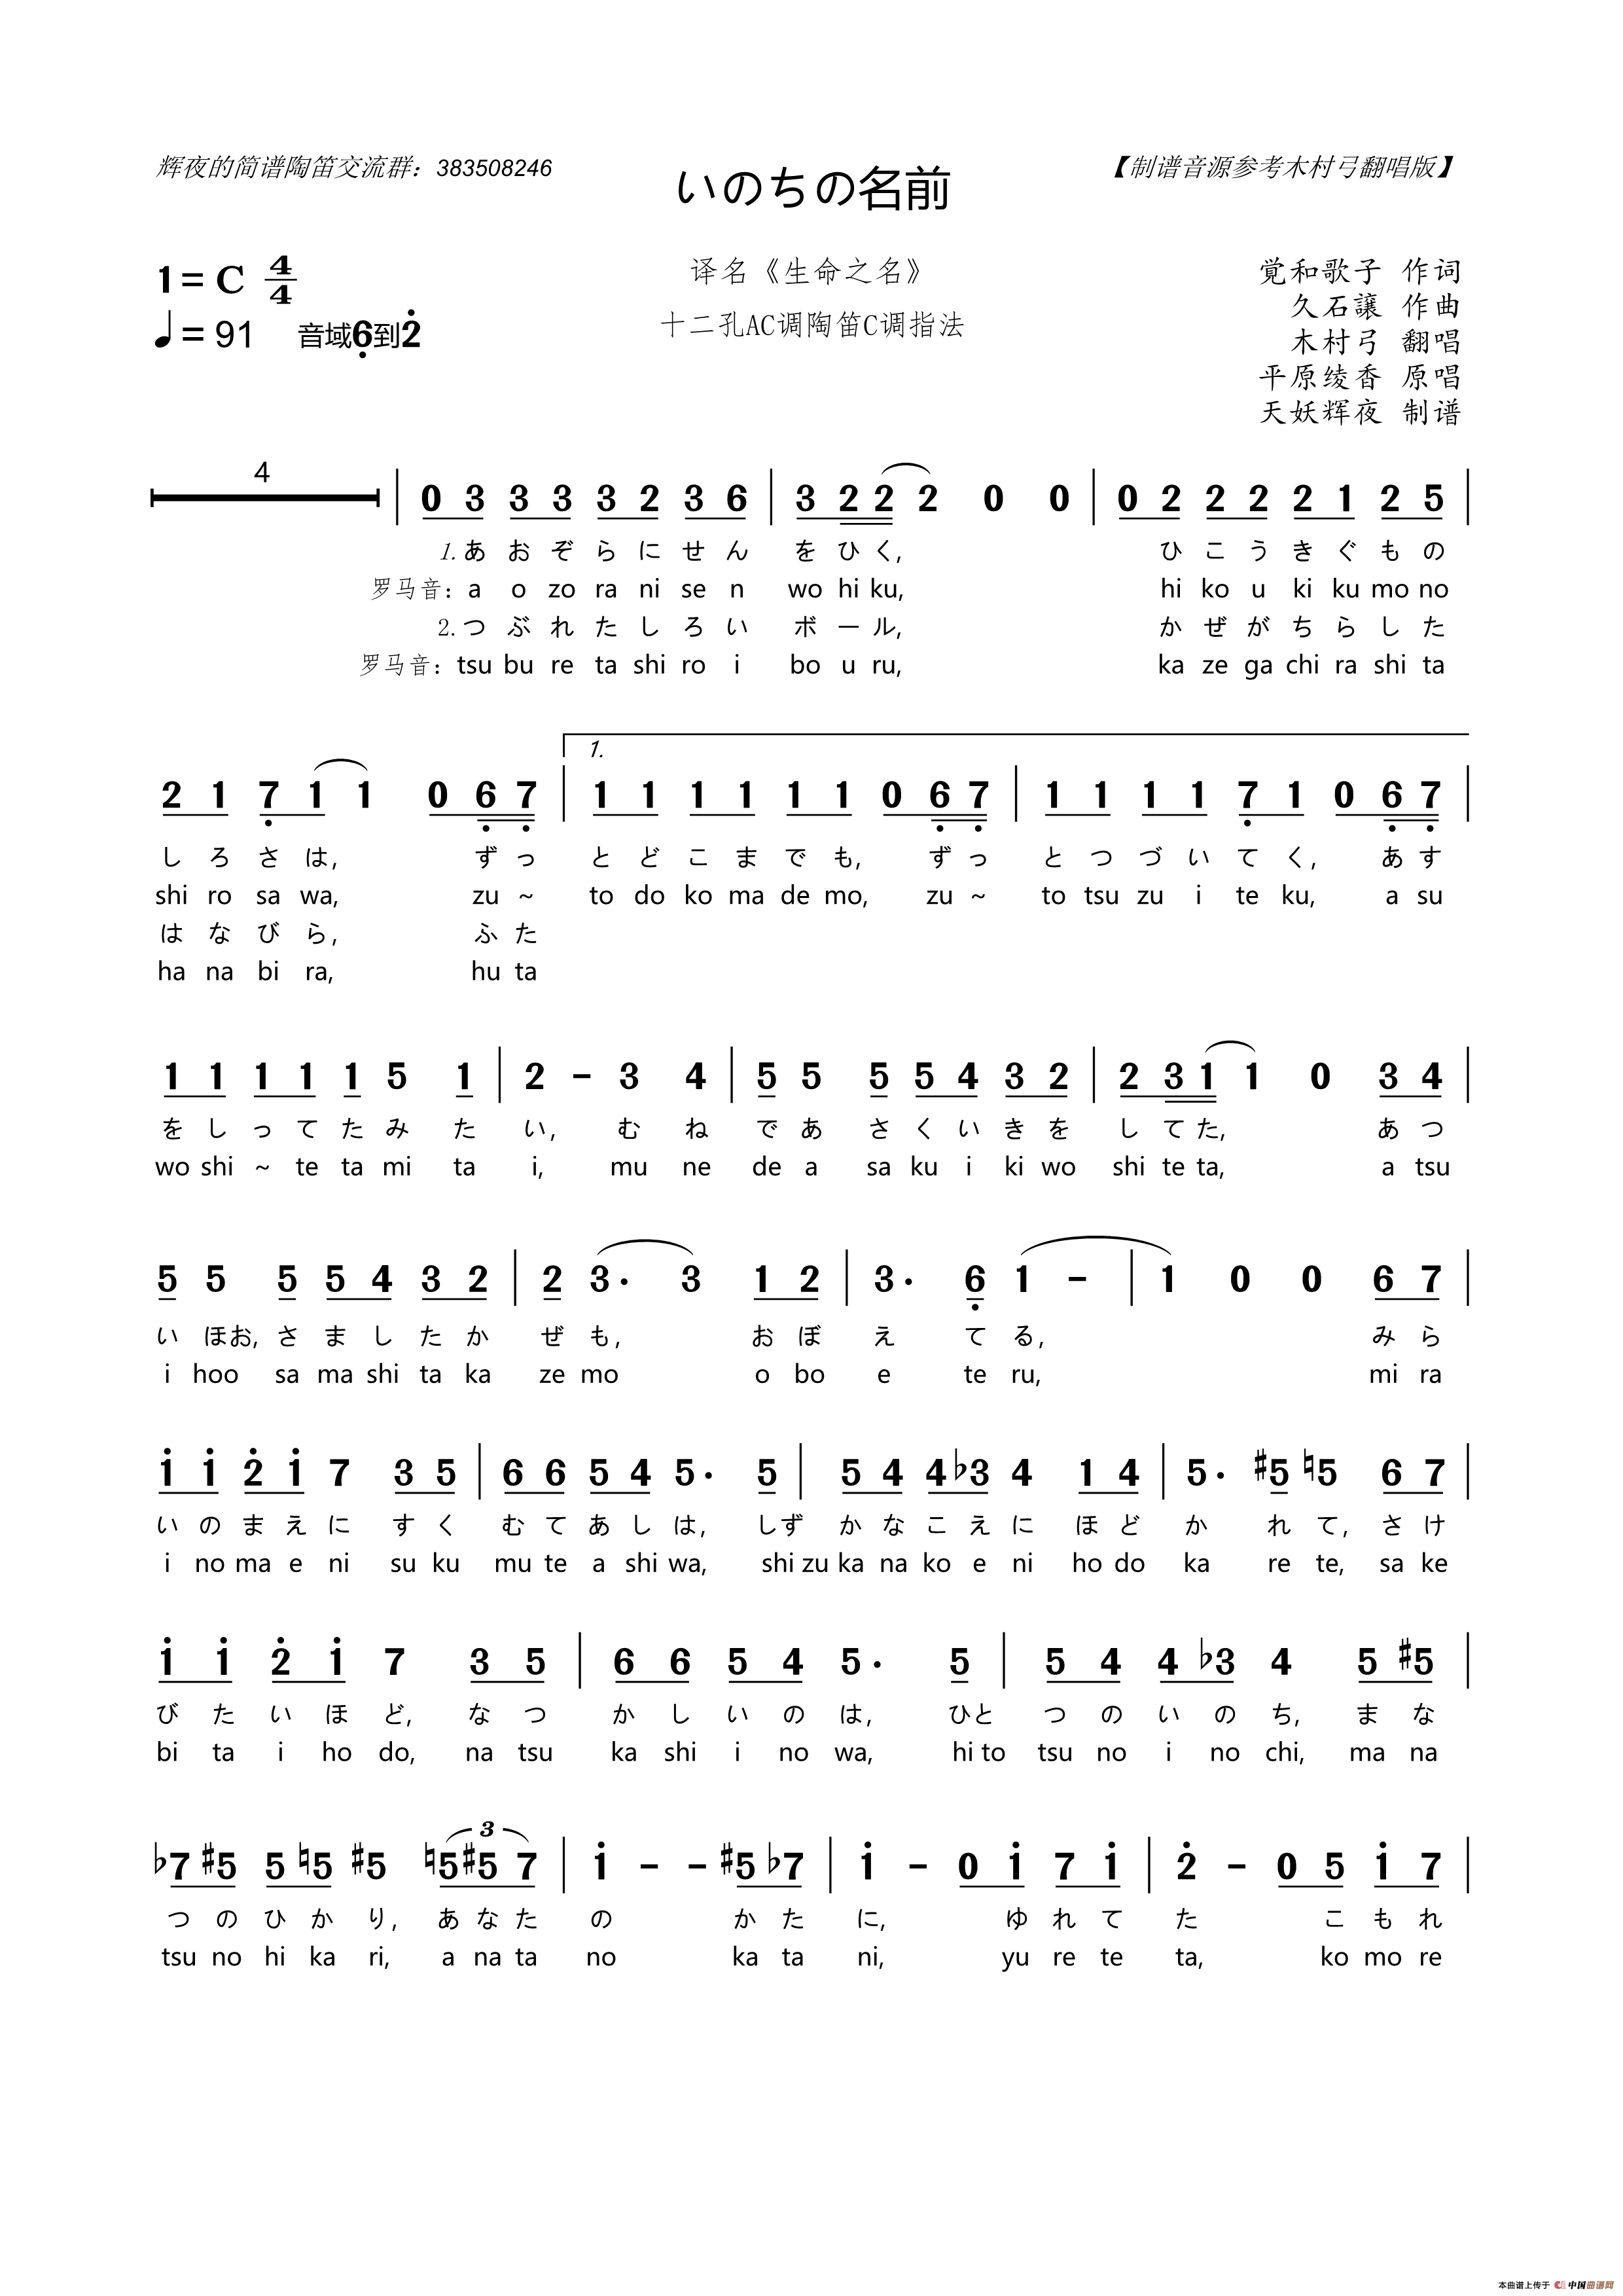 辉夜的简谱陶笛交流群：383508246
いのちの名前
【制谱音源参考木村弓翻唱版】
1=C 4/4
♩=91 音域6̣到2̇
译名《生命之名》
十二孔AC调陶笛C调指法
觉和歌子 作词
久石讓 作曲
木村弓 翻唱
平原绫香 原唱
天妖辉夜 制谱
4 | 0 3 3 3 3 2 3 6 | 3 2 2 2 0 0 | 0 2 2 2 2 1 2 5 |
1.あ お ぞ ら に せ ん を ひ く, ひ こ う き ぐ も の
罗马音: a o zo ra ni se n wo hi ku, hi ko u ki ku mo no
2.つ ぶ れ た し ろ い ボ ー ル, か ぜ が ち ら し た
罗马音: tsu bu re ta shi ro i bo u ru, ka ze ga chi ra shi ta
1.
2 1 7̣ 1 1 0 6̣ 7̣ | 1 1 1 1 1 1 0 6̣ 7̣ | 1 1 1 1 7̣ 1 0 6̣ 7̣ |
し ろ さ は, ず っ と ど こ ま で も, ず っ と つ づ い て く, あ す
shi ro sa wa, zu ~ to do ko ma de mo, zu ~ to tsu zu i te ku, a su
は な び ら, ふ た
ha na bi ra, hu ta
1 1 1 1 1 5 1 | 2 - 3 4 | 5 5 5 5 4 3 2 | 2 3 1 1 0 3 4 |
を し っ て た み た い, む ね で あ さ く い き を し て た, あ つ
wo shi ~ te ta mi ta i, mu ne de a sa ku i ki wo shi te ta, a tsu
5 5 5 5 4 3 2 | 2 3. 3 1 2 | 3. 6̣ 1 - | 1 0 0 6 7 |
い ほお, さ ま し た か ぜ も, お ぼ え て る, み ら
i hoo sa ma shi ta ka ze mo o bo e te ru, mi ra
1̇ 1̇ 2̇ 1̇ 7 3 5 | 6 6 5 4 5. 5 | 5 4 4 ♭3 4 1 4 | 5. ♯5 ♮5 6 7 |
い の ま え に す く む て あ し は, しず か な こ え に ほ ど か れ て, さ け
i no ma e ni su ku mu te a shi wa, shi zu ka na ko e ni ho do ka re te, sa ke
1̇ 1̇ 2̇ 1̇ 7 3 5 | 6 6 5 4 5. 5 | 5 4 4 ♭3 4 5 ♯5 |
び た い ほ ど, な つ か し い の は, ひと つ の い の ち, ま な
bi ta i ho do, na tsu ka shi i no wa, hi to tsu no i no chi, ma na
♭7 ♯5 5 ♮5 ♯5 3 ♮5 ♯5 7 | 1̇ - - ♯5 ♭7 | 1̇ - 0 1̇ 7 1̇ | 2̇ - 0 5 1̇ 7 |
つ の ひ か り, あ な た の か た に, ゆ れ て た こ も れ
tsu no hi ka ri, a na ta no ka ta ni, yu re te ta, ko mo re
本曲谱上传于 中国曲谱网